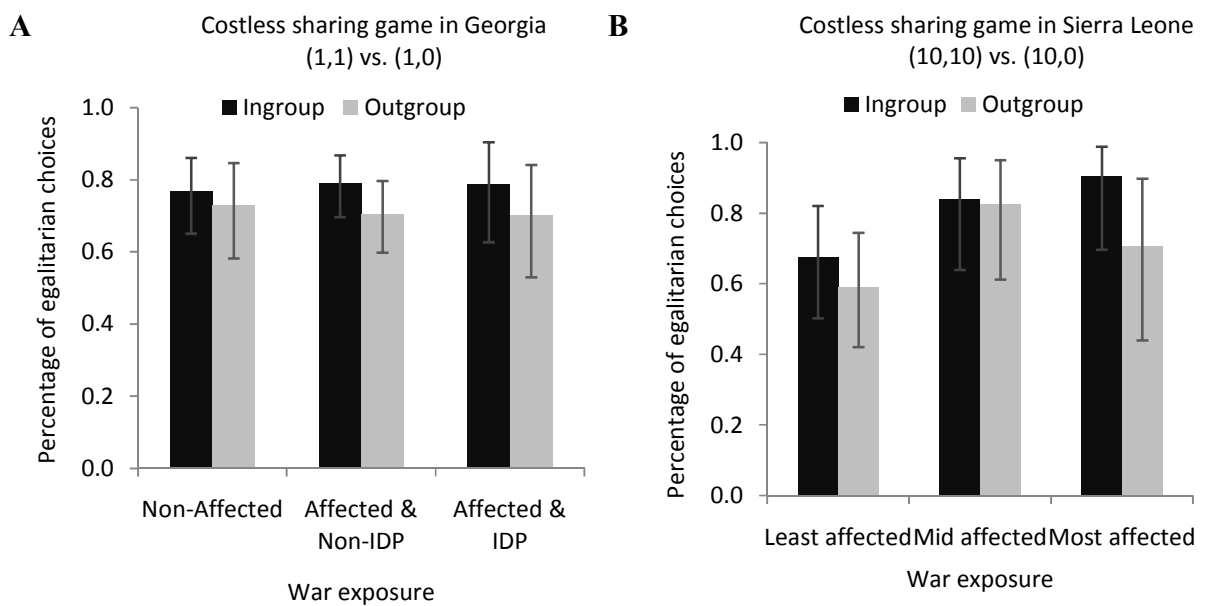 A
Costless sharing game in Georgia
(1,1) vs. (1,0)
Ingroup
Outgroup
Percentage of egalitarian choices
1.0
0.8
0.6
0.4
0.2
0.0
Non-Affected
Affected &
Non-IDP
Affected &
IDP
War exposure
B
Costless sharing game in Sierra Leone
(10,10) vs. (10,0)
Ingroup
Outgroup
Percentage of egalitarian choices
1.0
0.8
0.6
0.4
0.2
0.0
Least affected
Mid affected
Most affected
War exposure